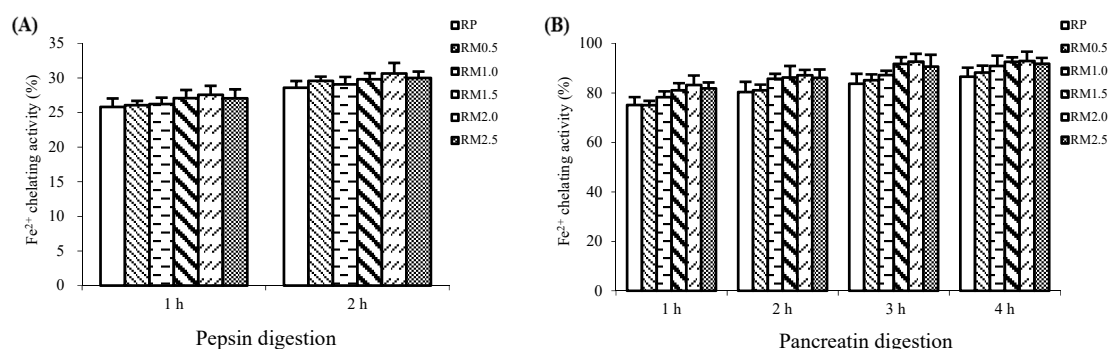 (A)
35
30
25
20
15
10
5
0
Fe²⁺ chelating activity (%)
1 h
2 h
Pepsin digestion
RP
RM0.5
RM1.0
RM1.5
RM2.0
RM2.5
(B)
100
80
60
40
20
0
Fe²⁺ chelating activity (%)
1 h
2 h
3 h
4 h
Pancreatin digestion
RP
RM0.5
RM1.0
RM1.5
RM2.0
RM2.5